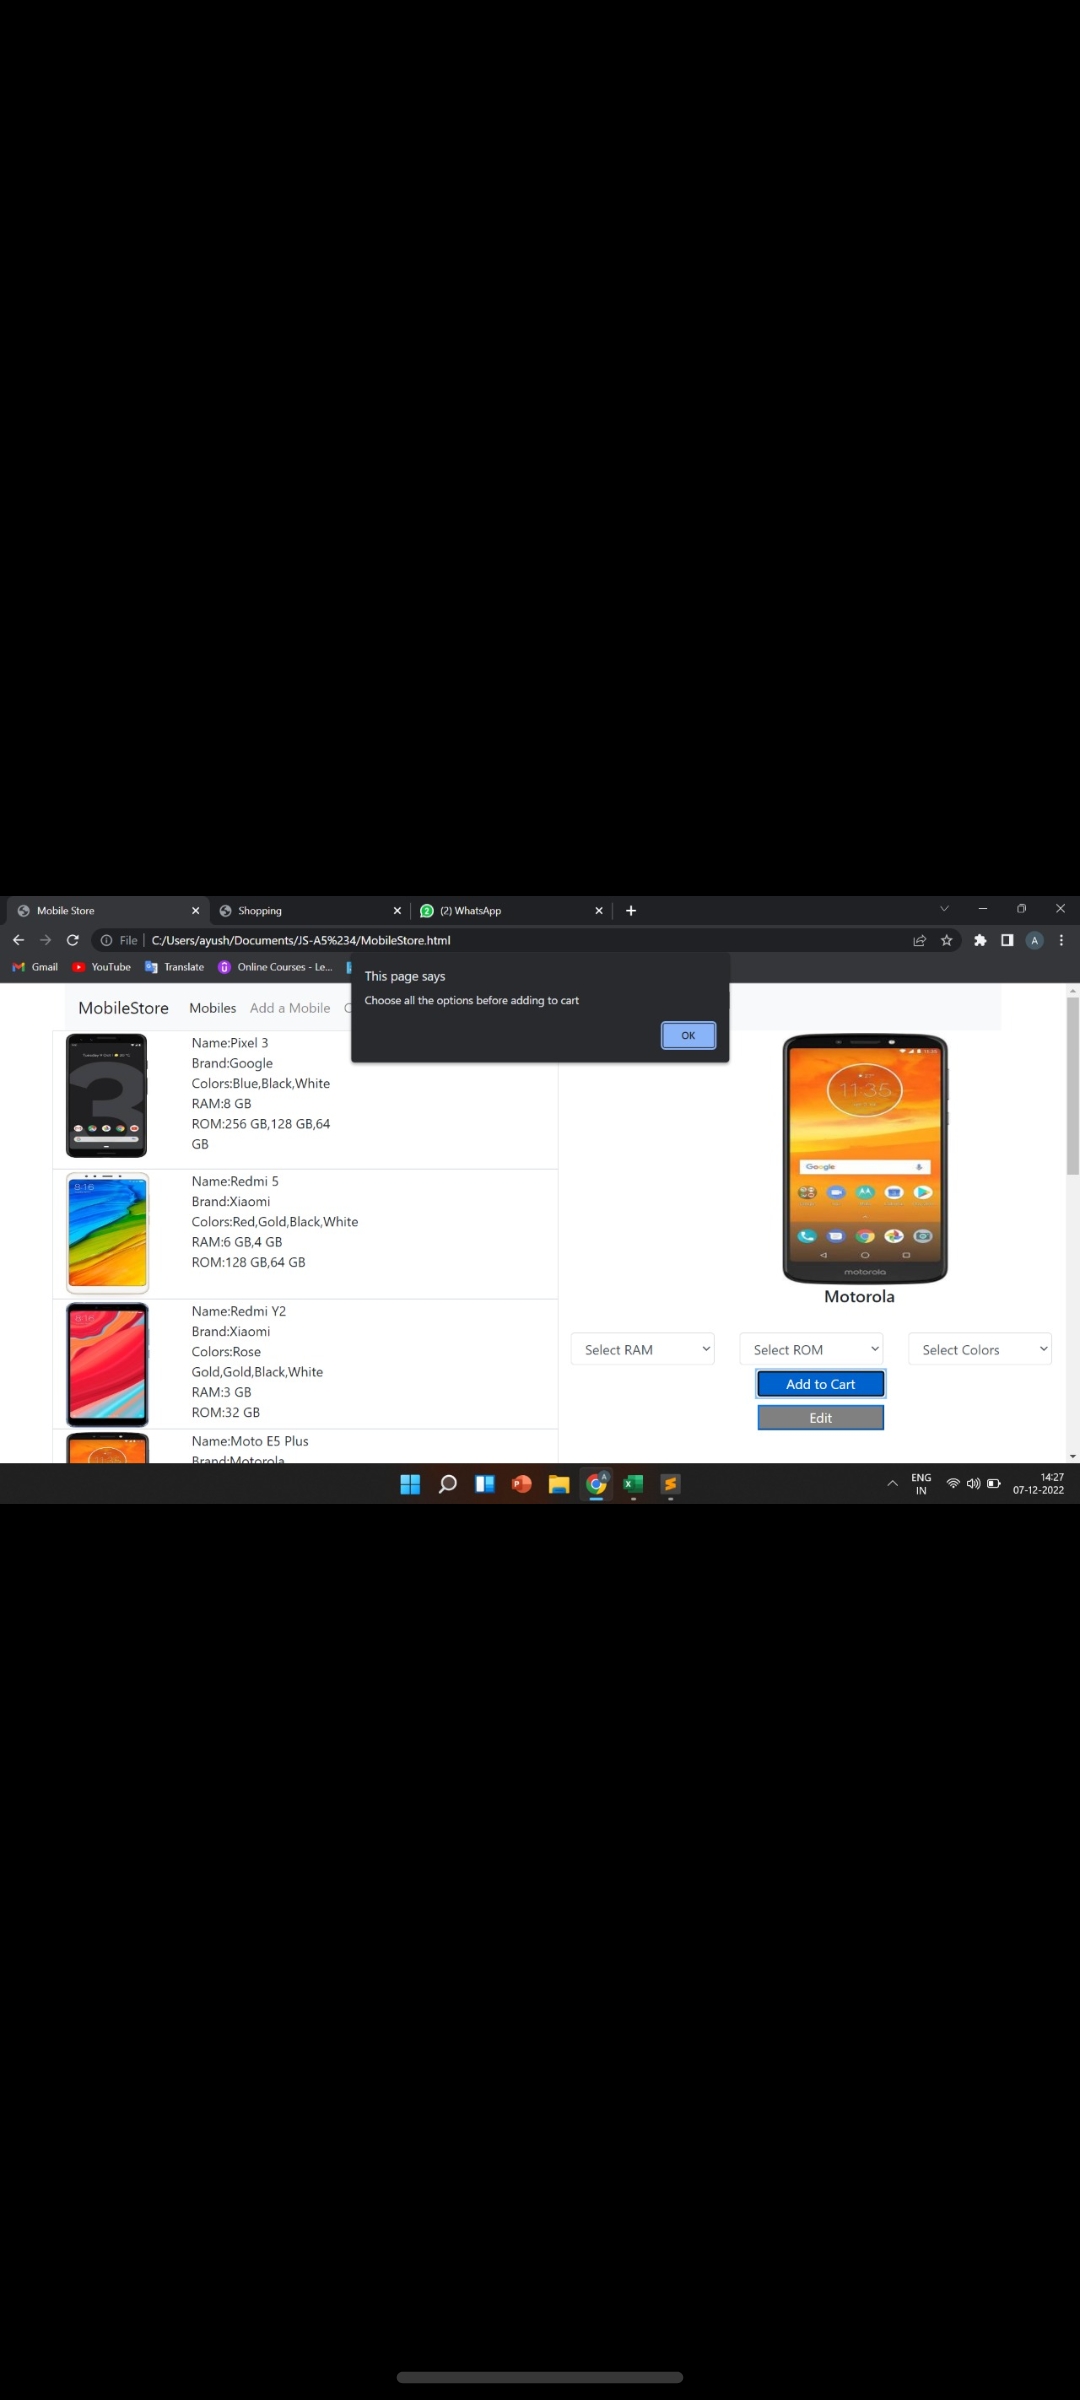 Mobile Store
Shopping
(2) WhatsApp
File
C:/Users/ayush/Documents/JS-A5%234/MobileStore.html
A
Gmail
YouTube
Translate
Online Courses - Le...
This page says
Choose all the options before adding to cart
OK
MobileStore
Mobiles
Add a Mobile
Name:Pixel 3
Brand:Google
Colors:Blue,Black,White
RAM:8 GB
ROM:256 GB,128 GB,64
GB
8:16
Name:Redmi 5
Brand:Xiaomi
Colors:Red,Gold,Black,White
RAM:6 GB,4 GB
ROM:128 GB,64 GB
8:16
Name:Redmi Y2
Brand:Xiaomi
Colors:Rose
Gold,Gold,Black,White
RAM:3 GB
ROM:32 GB
Name:Moto E5 Plus
Brand:Motorola
11:35
Google
motorola
Motorola
Select RAM
Select ROM
Select Colors
Add to Cart
Edit
ENG
IN
14:27
07-12-2022